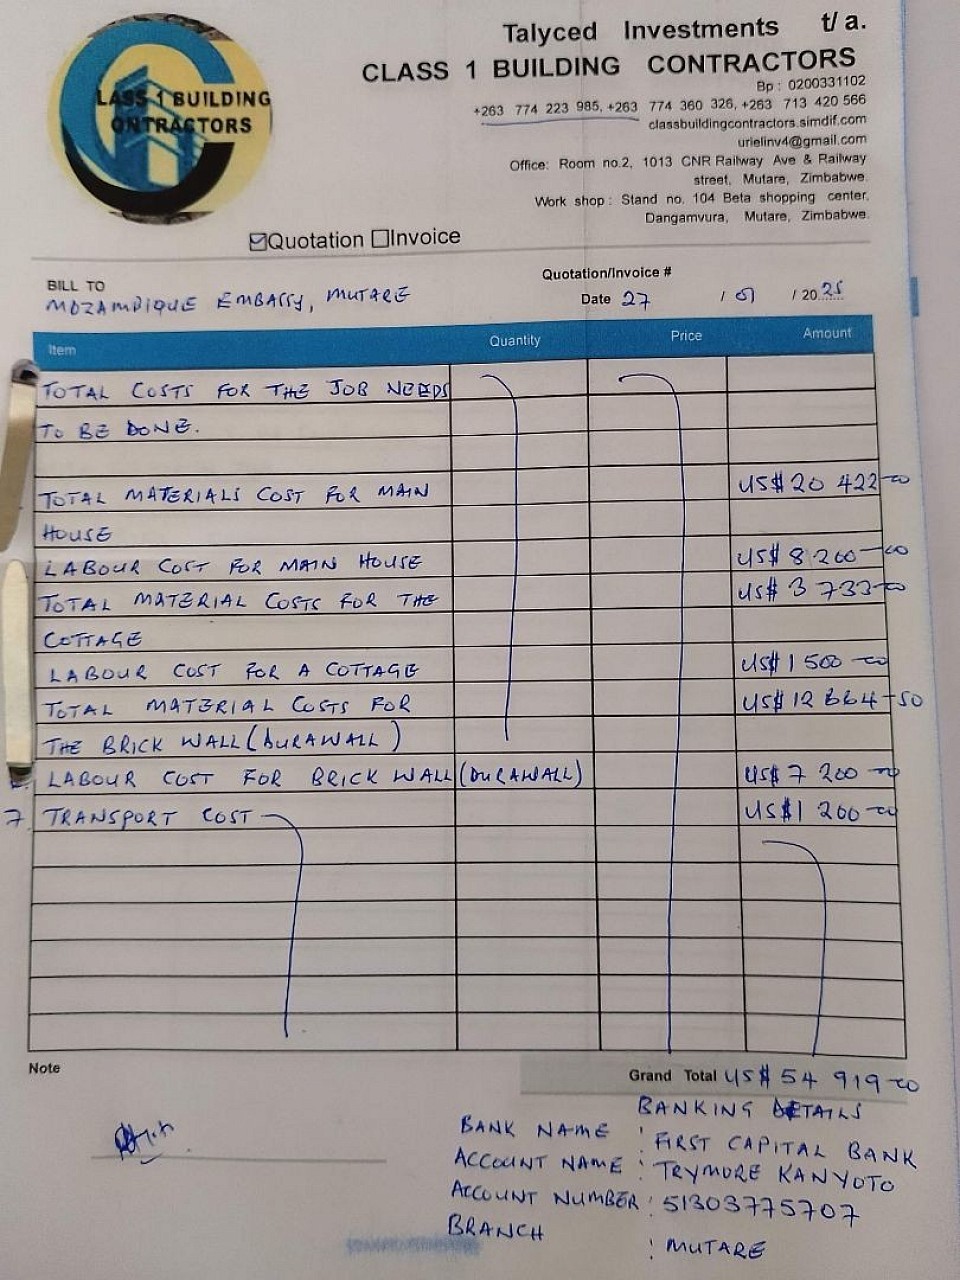 Talyced Investments t/a.
CLASS 1 BUILDING CONTRACTORS
Bp : 0200331102
+263 774 223 985, +263 774 360 326, +263 713 420 566
classbuildingcontractors.simdif.com
urielinv4@gmail.com
Office: Room no.2, 1013 CNR Railway Ave & Railway
street, Mutare, Zimbabwe.
Work shop : Stand no. 104 Beta shopping center,
Dangamvura, Mutare, Zimbabwe.
LASS 1 BUILDING
ONTRACTORS
Quotation Invoice
BILL TO
MOZAMBIQUE EMBASSY, MUTARE
Quotation/Invoice #
Date 27 / 01 / 2025
Item Quantity Price Amount
TOTAL COSTS FOR THE JOB NEEDS
TO BE DONE.
TOTAL MATERIALS COST FOR MAIN US$ 20 422-00
HOUSE
LABOUR COST FOR MAIN HOUSE US$ 8 200-00
TOTAL MATERIAL COSTS FOR THE US$ 3 733-00
COTTAGE
LABOUR COST FOR A COTTAGE US$ 1 500-00
TOTAL MATERIAL COSTS FOR US$ 12 664-50
THE BRICK WALL (DURAWALL)
LABOUR COST FOR BRICK WALL (DURAWALL) US$ 7 200-00
7. TRANSPORT COST US$ 1 200-00
Note
Grand Total US$ 54 919-00
BANKING DETAILS
BANK NAME : FIRST CAPITAL BANK
ACCOUNT NAME : TRYMORE KANYOTO
ACCOUNT NUMBER : 51303775707
BRANCH : MUTARE